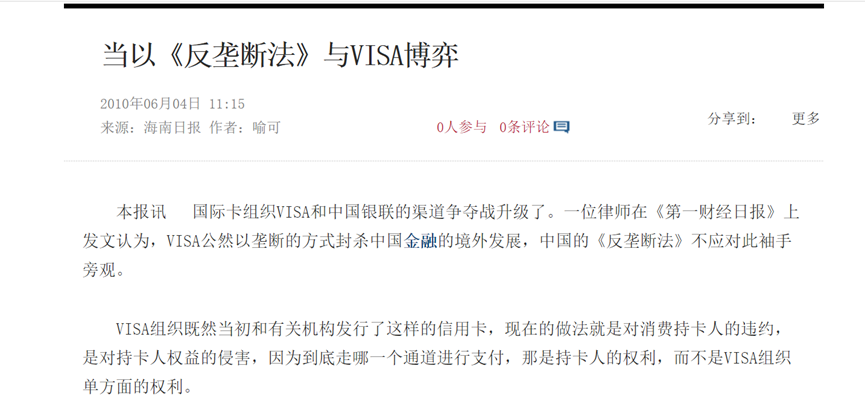 当以《反垄断法》与VISA博弈
2010年06月04日 11:15
来源：海南日报 作者：喻可
0人参与 0条评论
分享到： 更多
本报讯 国际卡组织VISA和中国银联的渠道争夺战升级了。一位律师在《第一财经日报》上
发文认为，VISA公然以垄断的方式封杀中国金融的境外发展，中国的《反垄断法》不应对此袖手
旁观。
VISA组织既然当初和有关机构发行了这样的信用卡，现在的做法就是对消费持卡人的违约，
是对持卡人权益的侵害，因为到底走哪一个通道进行支付，那是持卡人的权利，而不是VISA组织
单方面的权利。